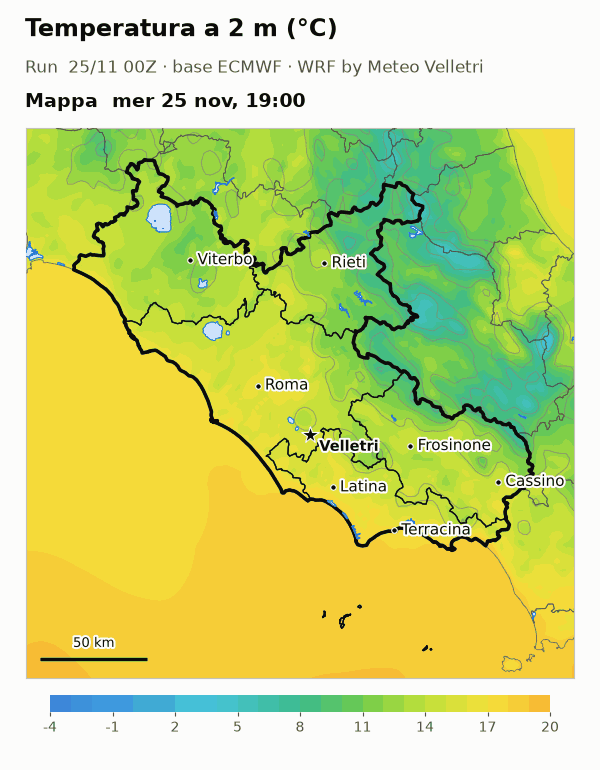 Temperatura a 2 m (°C)
Run  25/11 00Z · base ECMWF · WRF by Meteo Velletri
Mappa  mer 25 nov, 19:00
Viterbo
Rieti
Roma
Velletri
Frosinone
Latina
Cassino
Terracina
50 km
-4 -1 2 5 8 11 14 17 20